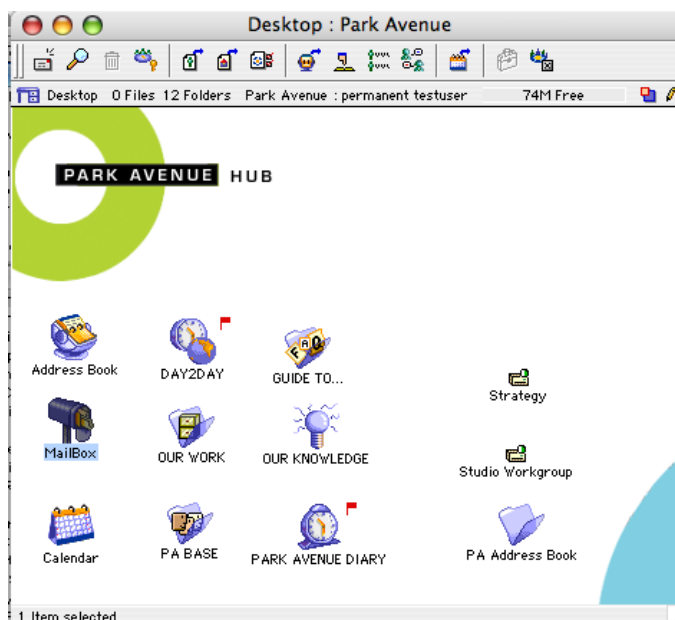 Desktop : Park Avenue
Desktop 0 Files 12 Folders Park Avenue : permanent testuser 74M Free
PARK AVENUE HUB
Address Book
DAY2DAY
FAQ
GUIDE TO...
Strategy
MailBox
OUR WORK
OUR KNOWLEDGE
Studio Workgroup
Calendar
PA BASE
PARK AVENUE DIARY
PA Address Book
1 Item selected